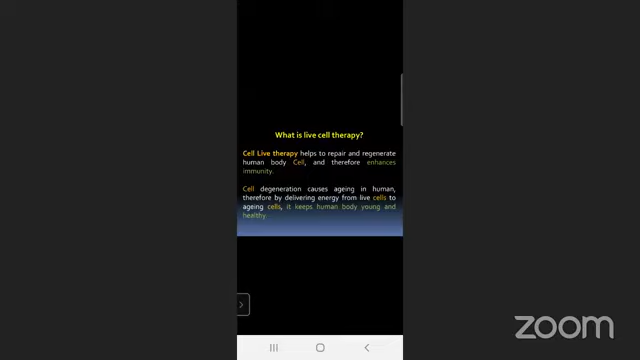 What is live cell therapy?
Cell Live therapy helps to repair and regenerate
human body Cell, and therefore enhances
immunity.
Cell degeneration causes ageing in human,
therefore by delivering energy from live cells to
ageing cells, it keeps human body young and
healthy
zoom